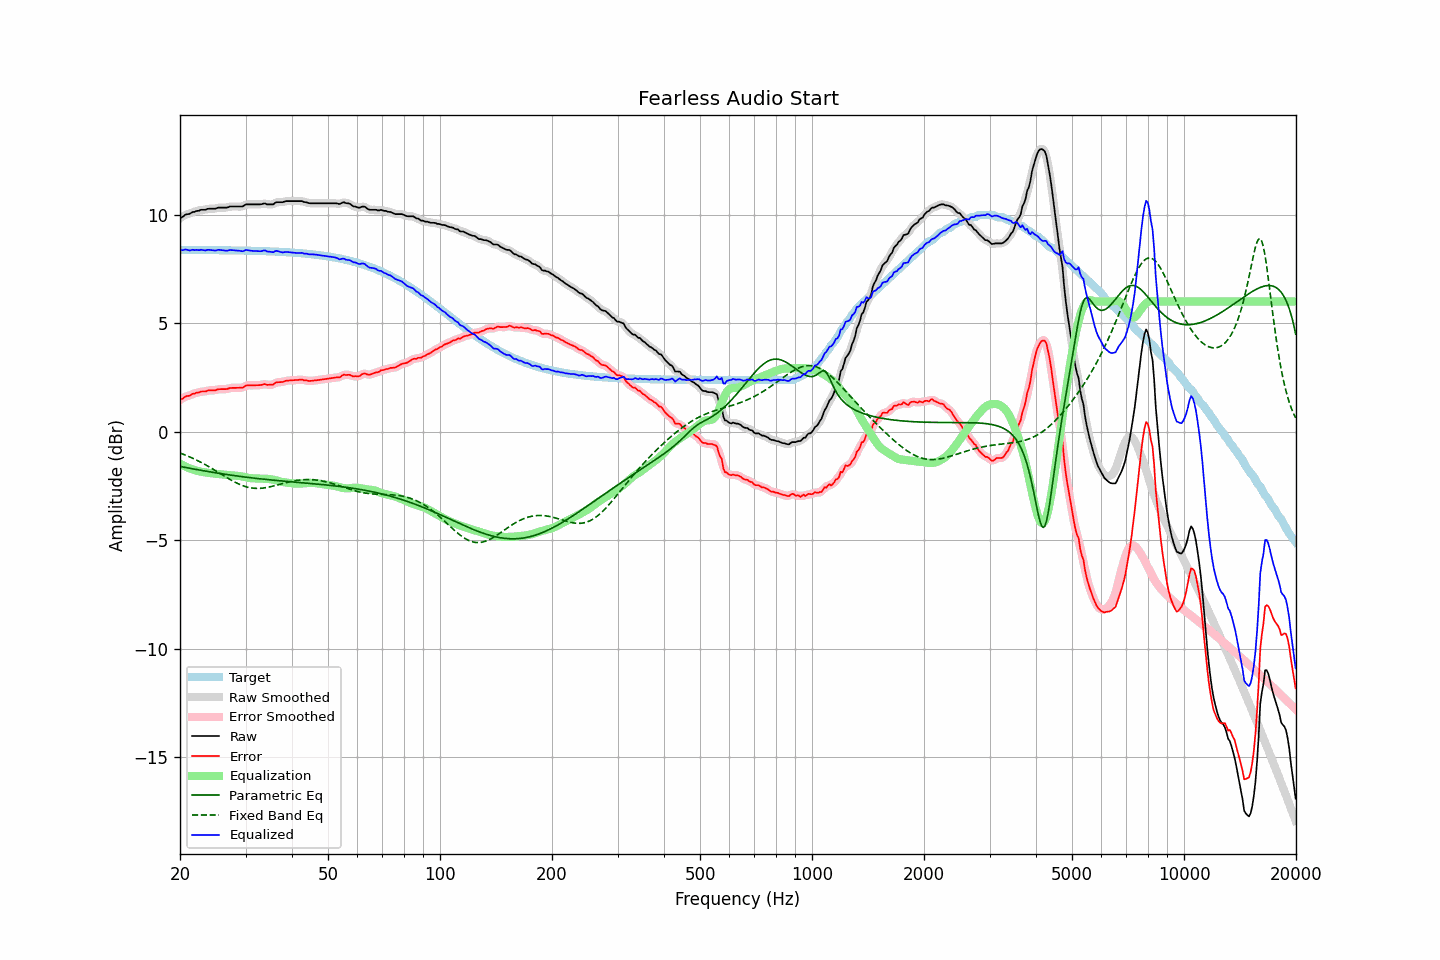 Fearless Audio Start
Amplitude (dBr)
10
5
0
−5
−10
−15
Target
Raw Smoothed
Error Smoothed
Raw
Error
Equalization
Parametric Eq
Fixed Band Eq
Equalized
20 50 100 200 500 1000 2000 5000 10000 20000
Frequency (Hz)